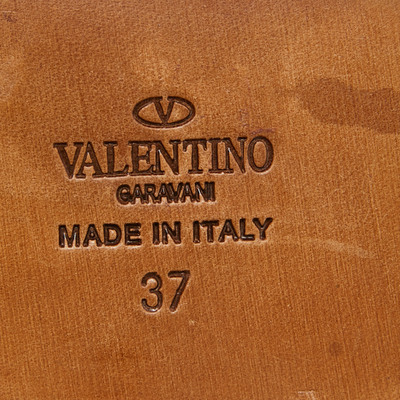 V
VALENTINO
GARAVANI
MADE IN ITALY
37